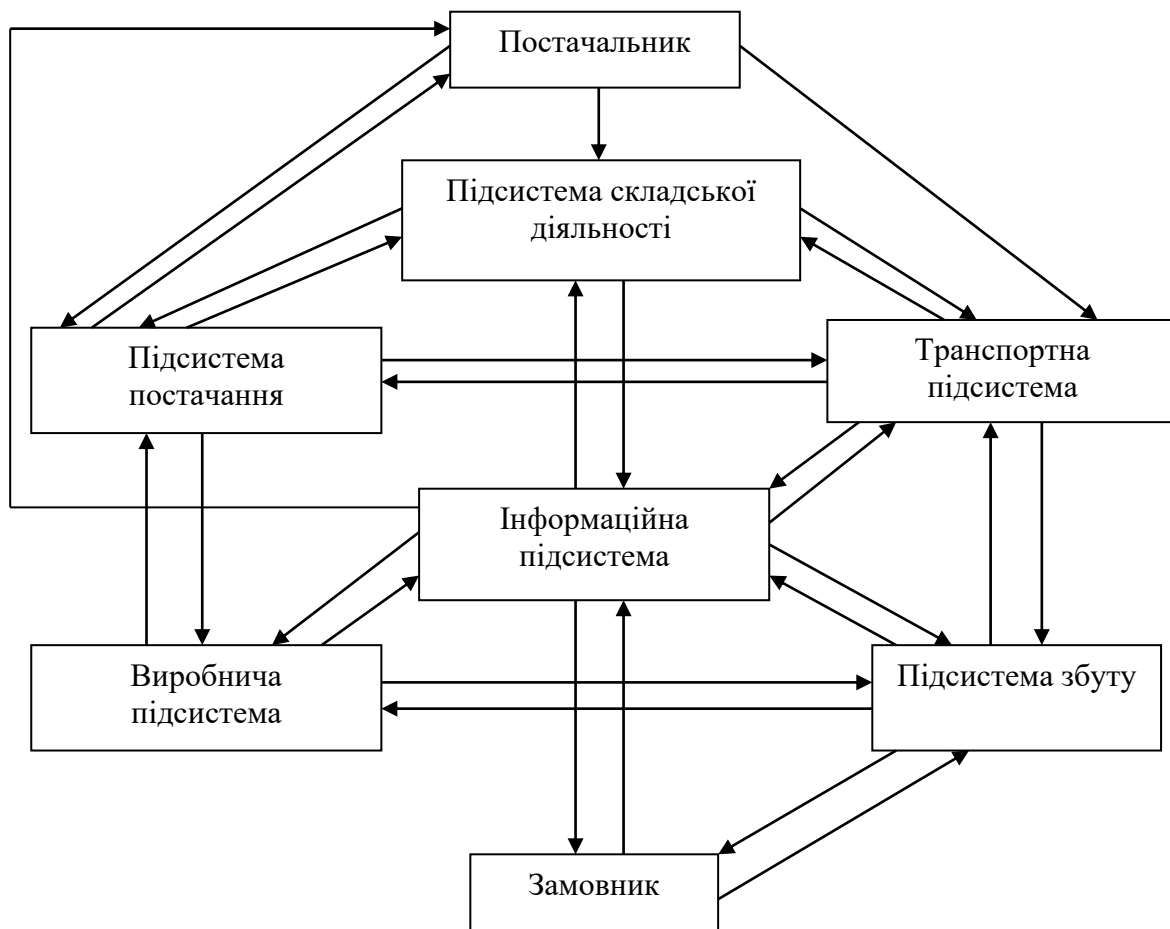 Постачальник
Підсистема складської
діяльності
Підсистема
постачання
Транспортна
підсистема
Інформаційна
підсистема
Виробнича
підсистема
Підсистема збуту
Замовник